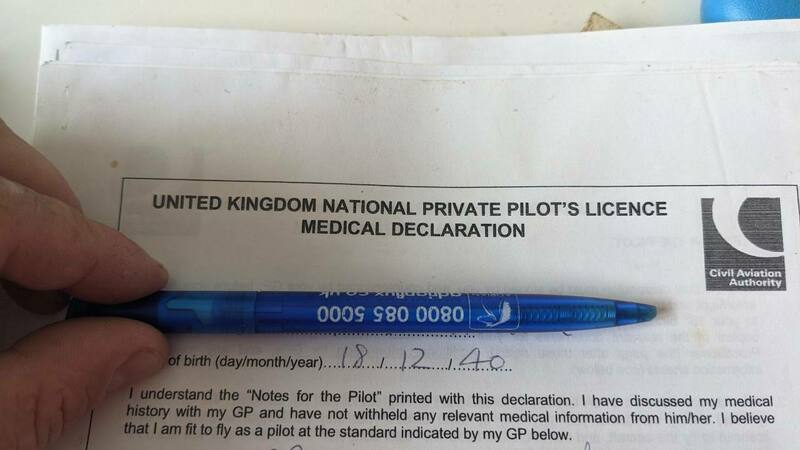 UNITED KINGDOM NATIONAL PRIVATE PILOT'S LICENCE
MEDICAL DECLARATION
Civil Aviation
Authority
adrianflux.co.uk
0800 085 5000
of birth (day/month/year)....18, 12, 40
I understand the "Notes for the Pilot" printed with this declaration. I have discussed my medical
history with my GP and have not withheld any relevant medical information from him/her. I believe
that I am fit to fly as a pilot at the standard indicated by my GP below.